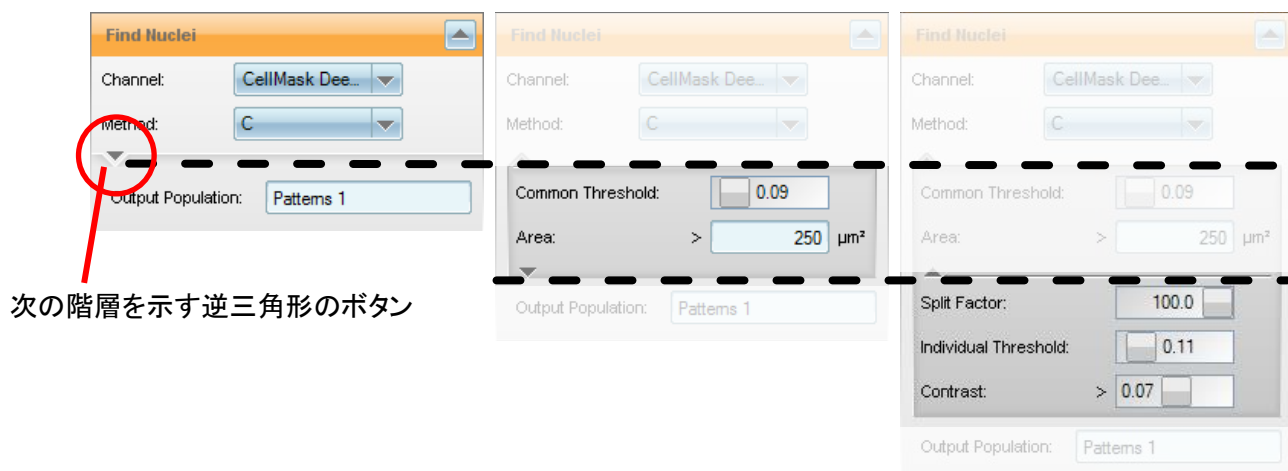 Find Nuclei
Channel: CellMask Dee...
Method: C
Output Population: Patterns 1
次の階層を示す逆三角形のボタン
Find Nuclei
Channel: CellMask Dee...
Method: C
Common Threshold: 0.09
Area: > 250 µm²
Output Population: Patterns 1
Find Nuclei
Channel: CellMask Dee...
Method: C
Common Threshold: 0.09
Area: > 250 µm²
Split Factor: 100.0
Individual Threshold: 0.11
Contrast: > 0.07
Output Population: Patterns 1